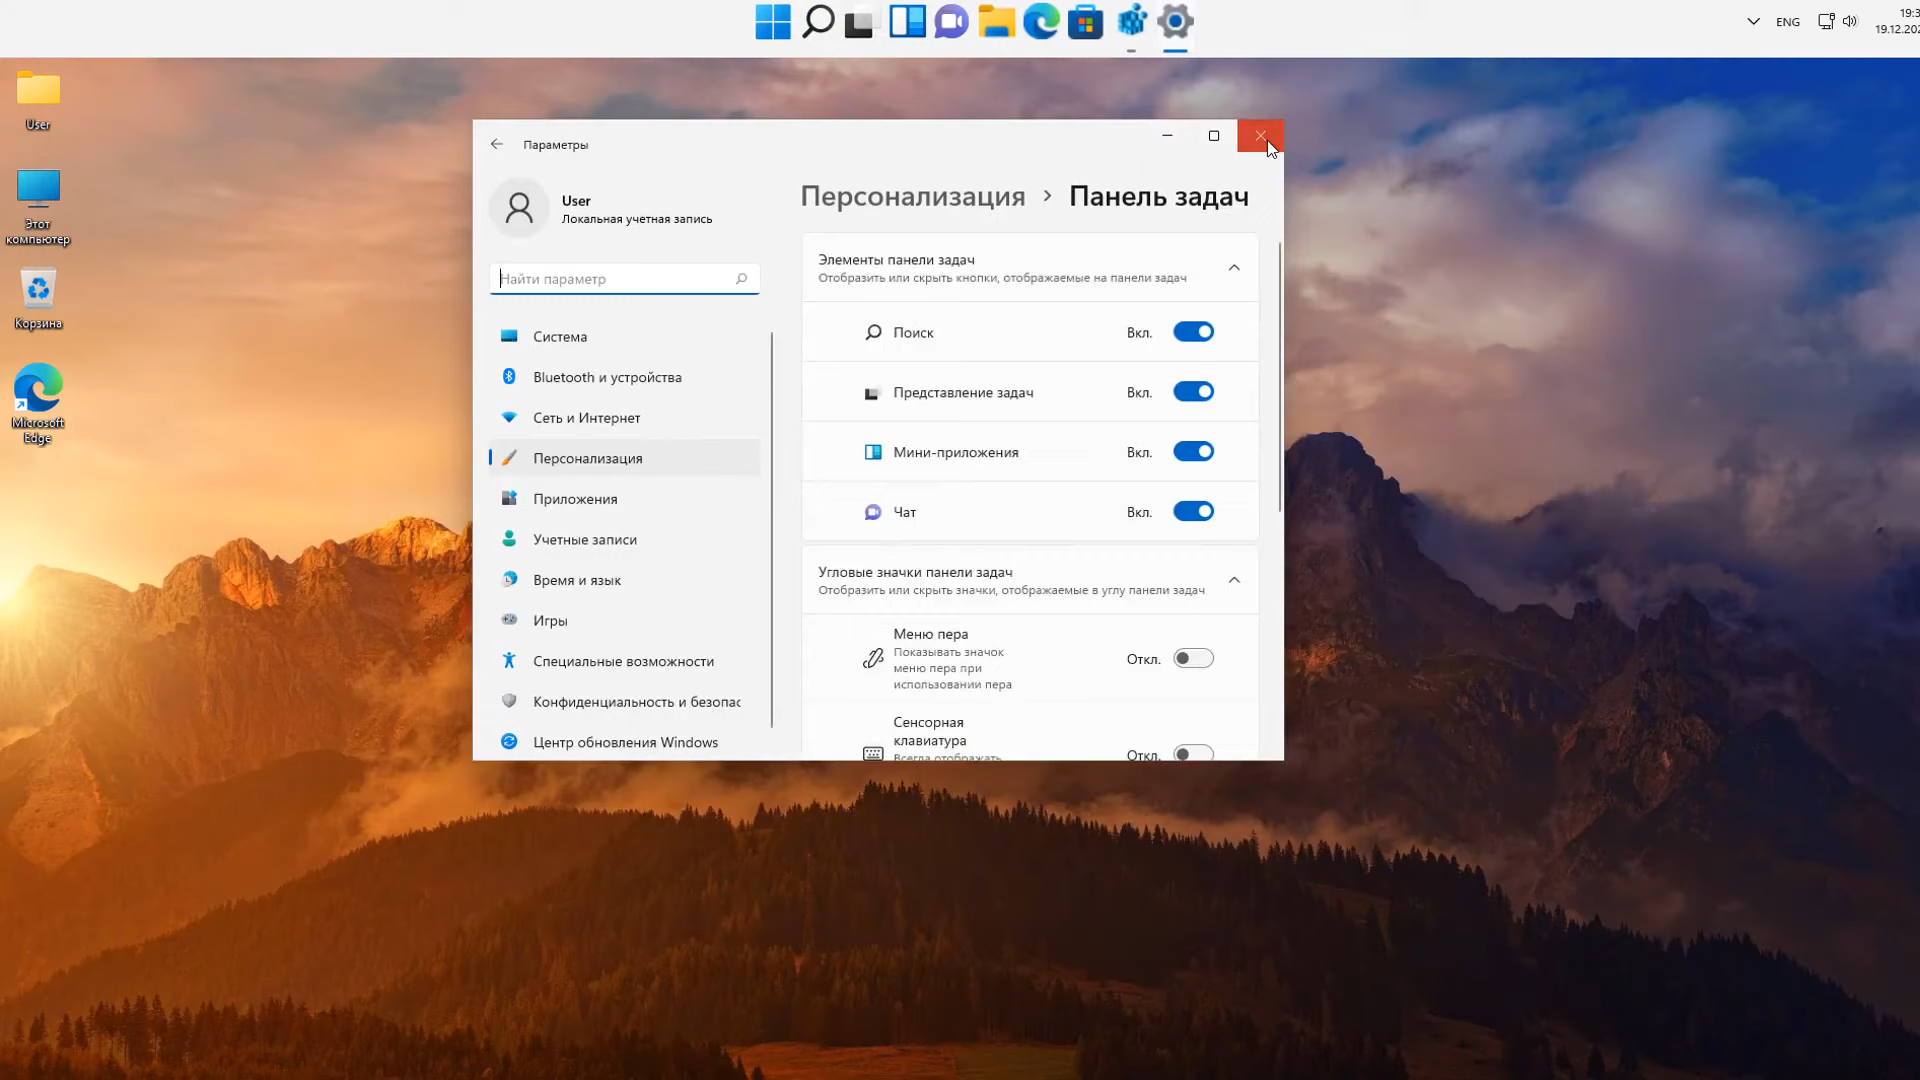 ENG
19:3
19.12.202
User
Этот
компьютер
Корзина
Microsoft
Edge
Параметры
User
Локальная учетная запись
Найти параметр
Система
Bluetooth и устройства
Сеть и Интернет
Персонализация
Приложения
Учетные записи
Время и язык
Игры
Специальные возможности
Конфиденциальность и безопас
Центр обновления Windows
Персонализация › Панель задач
Элементы панели задач
Отобразить или скрыть кнопки, отображаемые на панели задач
Поиск Вкл.
Представление задач Вкл.
Мини-приложения Вкл.
Чат Вкл.
Угловые значки панели задач
Отобразить или скрыть значки, отображаемые в углу панели задач
Меню пера
Показывать значок
меню пера при
использовании пера
Откл.
Сенсорная
клавиатура
Всегда отображать
Откл.